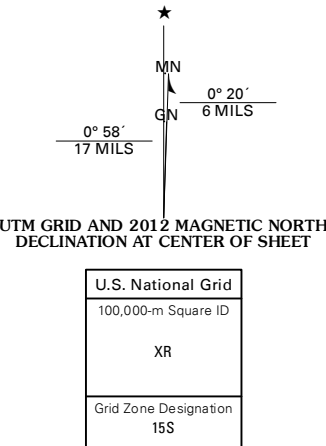 MN
0° 20´
GN
6 MILS
0° 58´
17 MILS
UTM GRID AND 2012 MAGNETIC NORTH
DECLINATION AT CENTER OF SHEET
U.S. National Grid
100,000-m Square ID
XR
Grid Zone Designation
15S